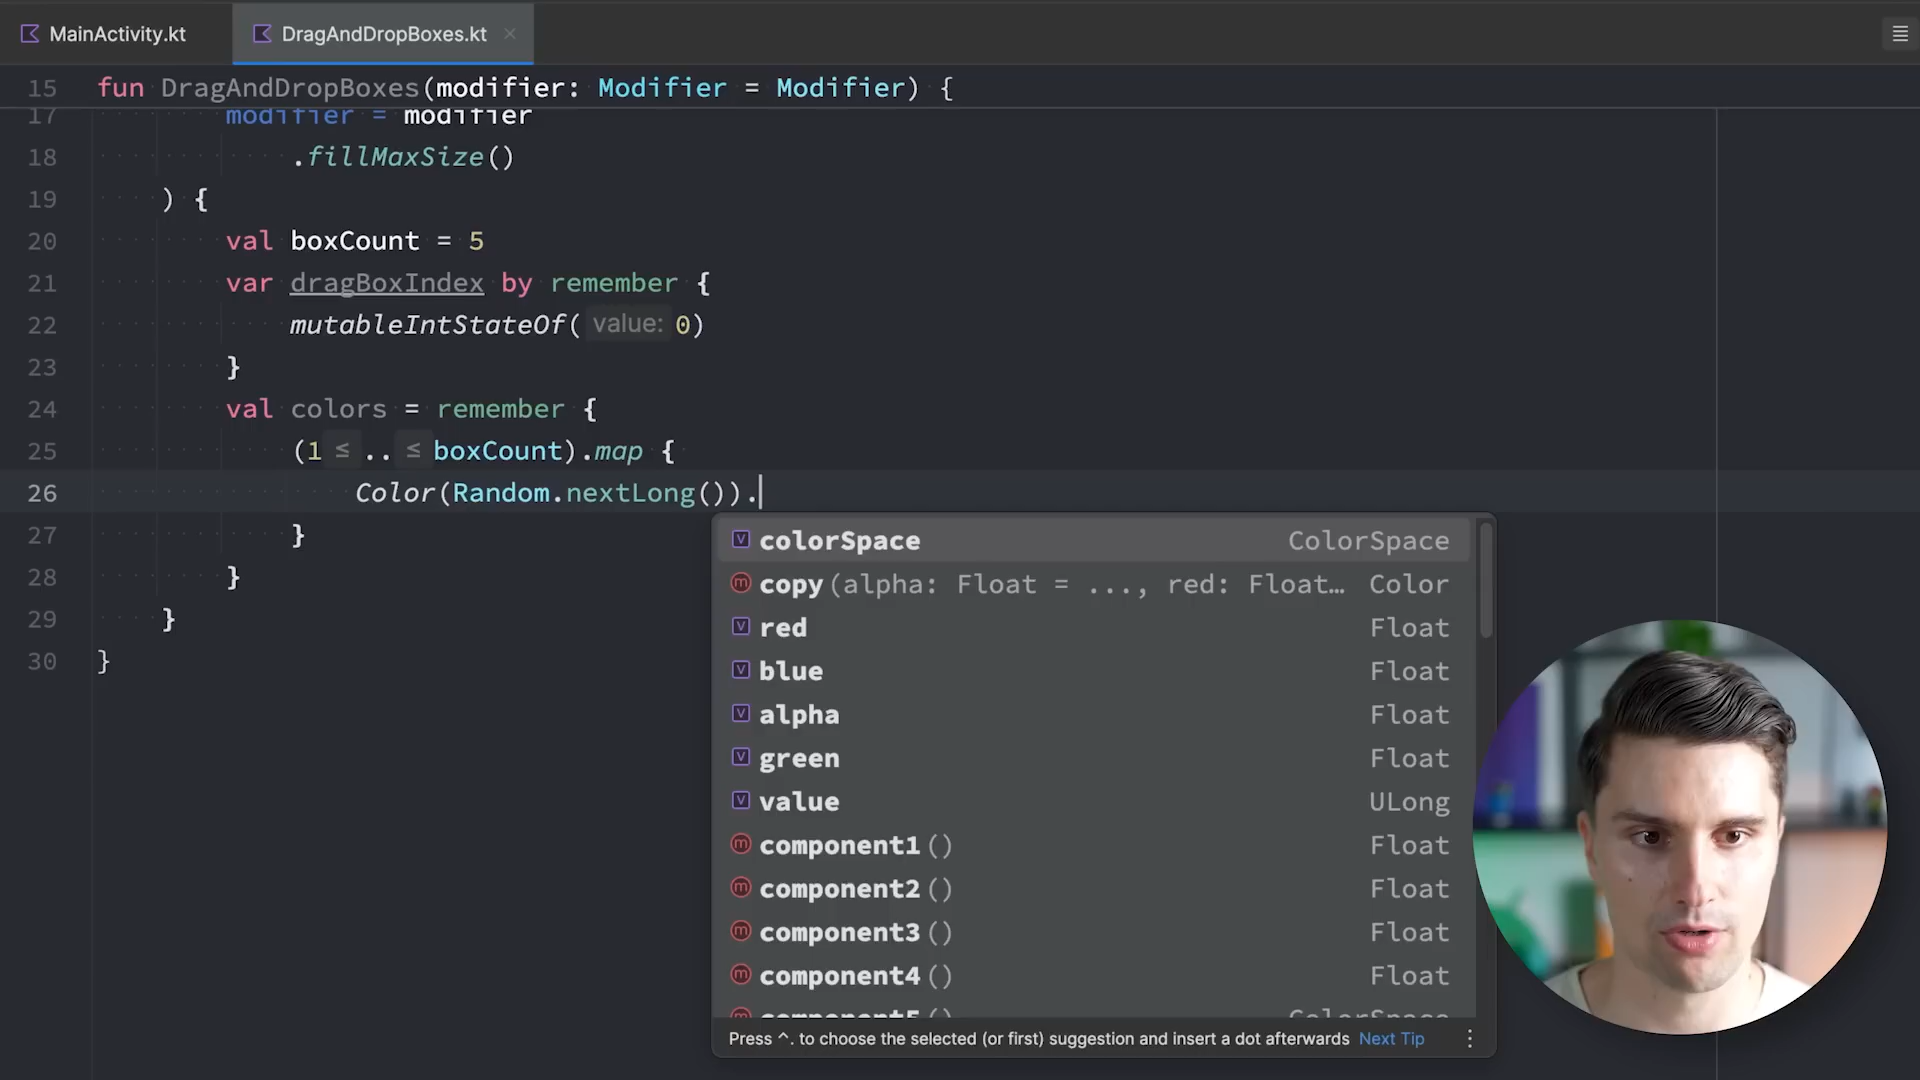 MainActivity.kt
DragAndDropBoxes.kt
15 fun DragAndDropBoxes(modifier: Modifier = Modifier) {
17 modifier = modifier
18 .fillMaxSize()
19 ) {
20 val boxCount = 5
21 var dragBoxIndex by remember {
22 mutableIntStateOf( value: 0)
23 }
24 val colors = remember {
25 (1 ≤ .. ≤ boxCount).map {
26 Color(Random.nextLong()).
27 }
28 }
29 }
30 }
colorSpace ColorSpace
copy(alpha: Float = ..., red: Float… Color
red Float
blue Float
alpha Float
green Float
value ULong
component1() Float
component2() Float
component3() Float
component4() Float
component5() ColorSpace
Press ^. to choose the selected (or first) suggestion and insert a dot afterwards Next Tip